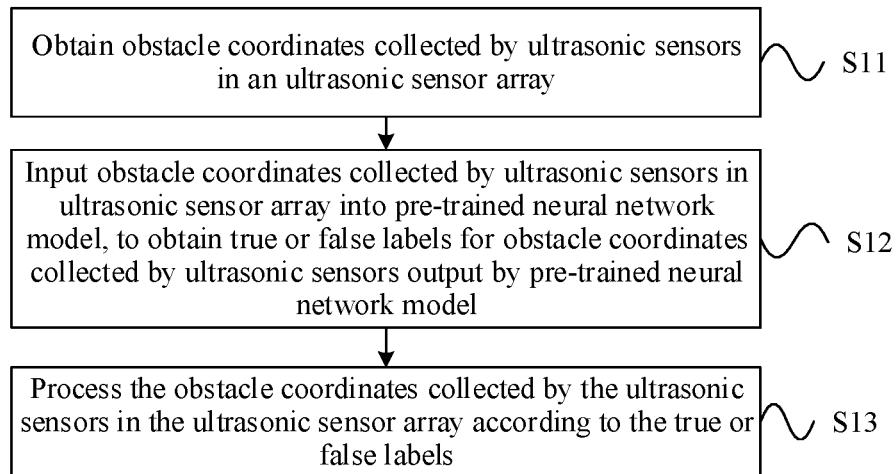 Obtain obstacle coordinates collected by ultrasonic sensors
in an ultrasonic sensor array
S11
Input obstacle coordinates collected by ultrasonic sensors in
ultrasonic sensor array into pre-trained neural network
model, to obtain true or false labels for obstacle coordinates
collected by ultrasonic sensors output by pre-trained neural
network model
S12
Process the obstacle coordinates collected by the ultrasonic
sensors in the ultrasonic sensor array according to the true or
false labels
S13